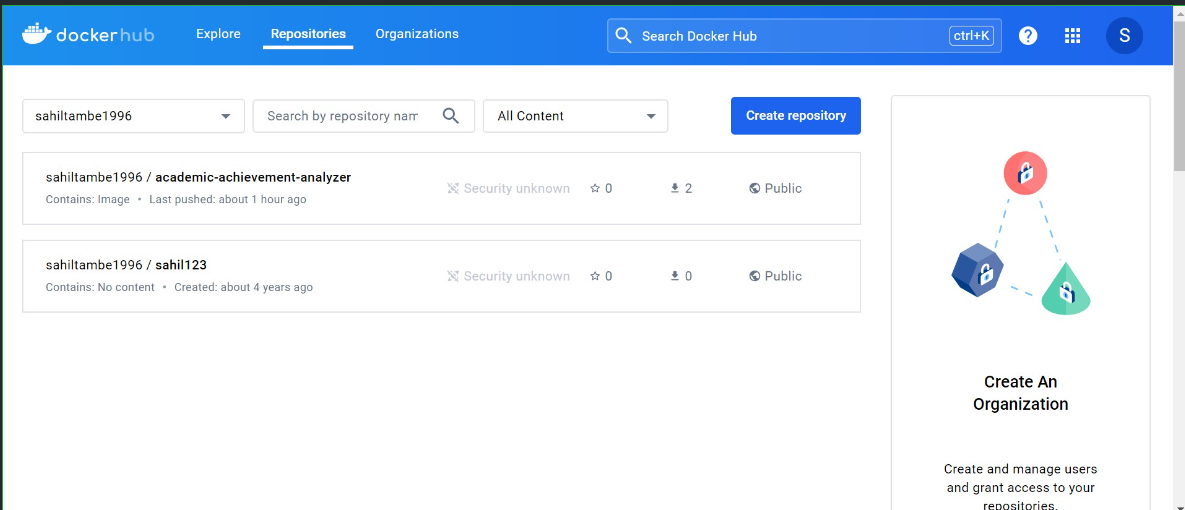 dockerhub Explore Repositories Organizations Search Docker Hub ctrl+K ? S
sahiltambe1996 Search by repository nam All Content Create repository
sahiltambe1996 / academic-achievement-analyzer
Contains: Image • Last pushed: about 1 hour ago
Security unknown 0 2 Public
sahiltambe1996 / sahil123
Contains: No content • Created: about 4 years ago
Security unknown 0 0 Public
Create An
Organization
Create and manage users
and grant access to your
repositories.